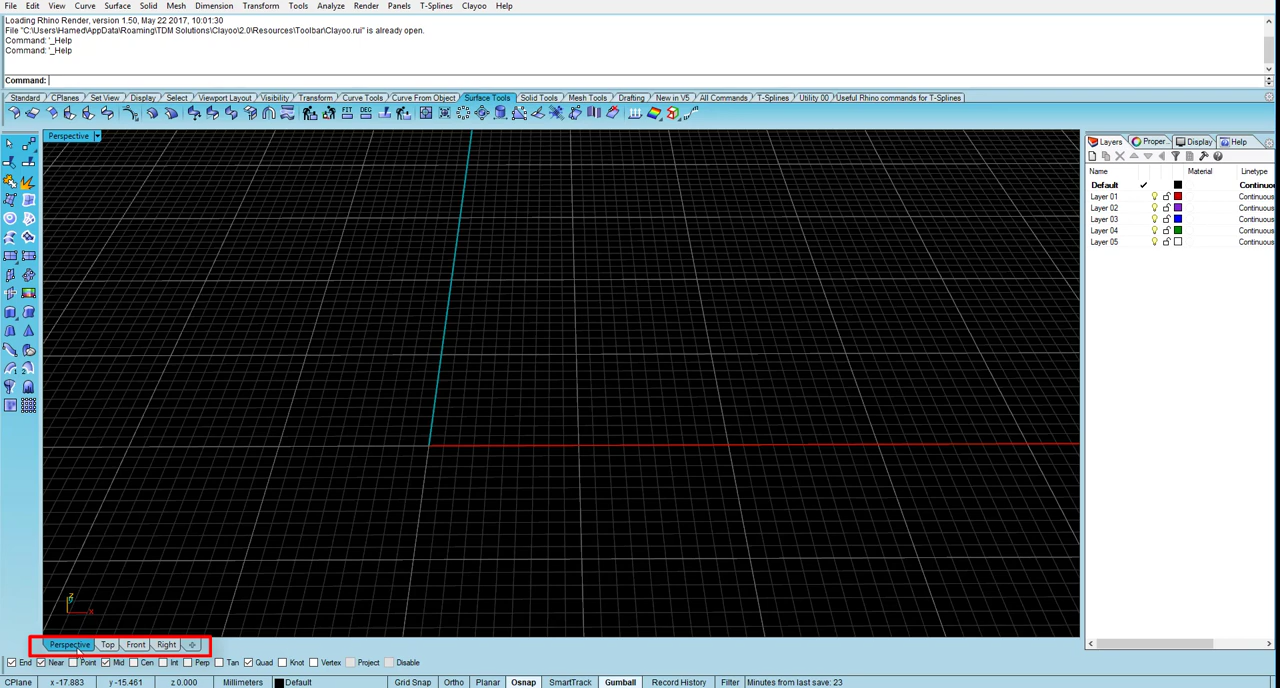 File Edit View Curve Surface Solid Mesh Dimension Transform Tools Analyze Render Panels T-Splines Clayoo Help
Loading Rhino Render, version 1.50, May 22 2017, 10:01:30
File "C:\Users\Hamed\AppData\Roaming\TDM Solutions\Clayoo\2.0\Resources\Toolbar\Clayoo.rui" is already open.
Command: '_Help
Command: '_Help
Command:
Standard CPlanes Set View Display Select Viewport Layout Visibility Transform Curve Tools Curve From Object Surface Tools Solid Tools Mesh Tools Drafting New in V5 All Commands T-Splines Utility 00 Useful Rhino commands for T-Splines
FIT DEG
Perspective
Layers Proper... Display Help
Name Material Linetype
Default Continuou
Layer 01 Continuous
Layer 02 Continuous
Layer 03 Continuous
Layer 04 Continuous
Layer 05 Continuous
z
x
Perspective Top Front Right
End Near Point Mid Cen Int Perp Tan Quad Knot Vertex Project Disable
CPlane x -17.883 y -15.461 z 0.000 Millimeters Default Grid Snap Ortho Planar Osnap SmartTrack Gumball Record History Filter Minutes from last save: 23